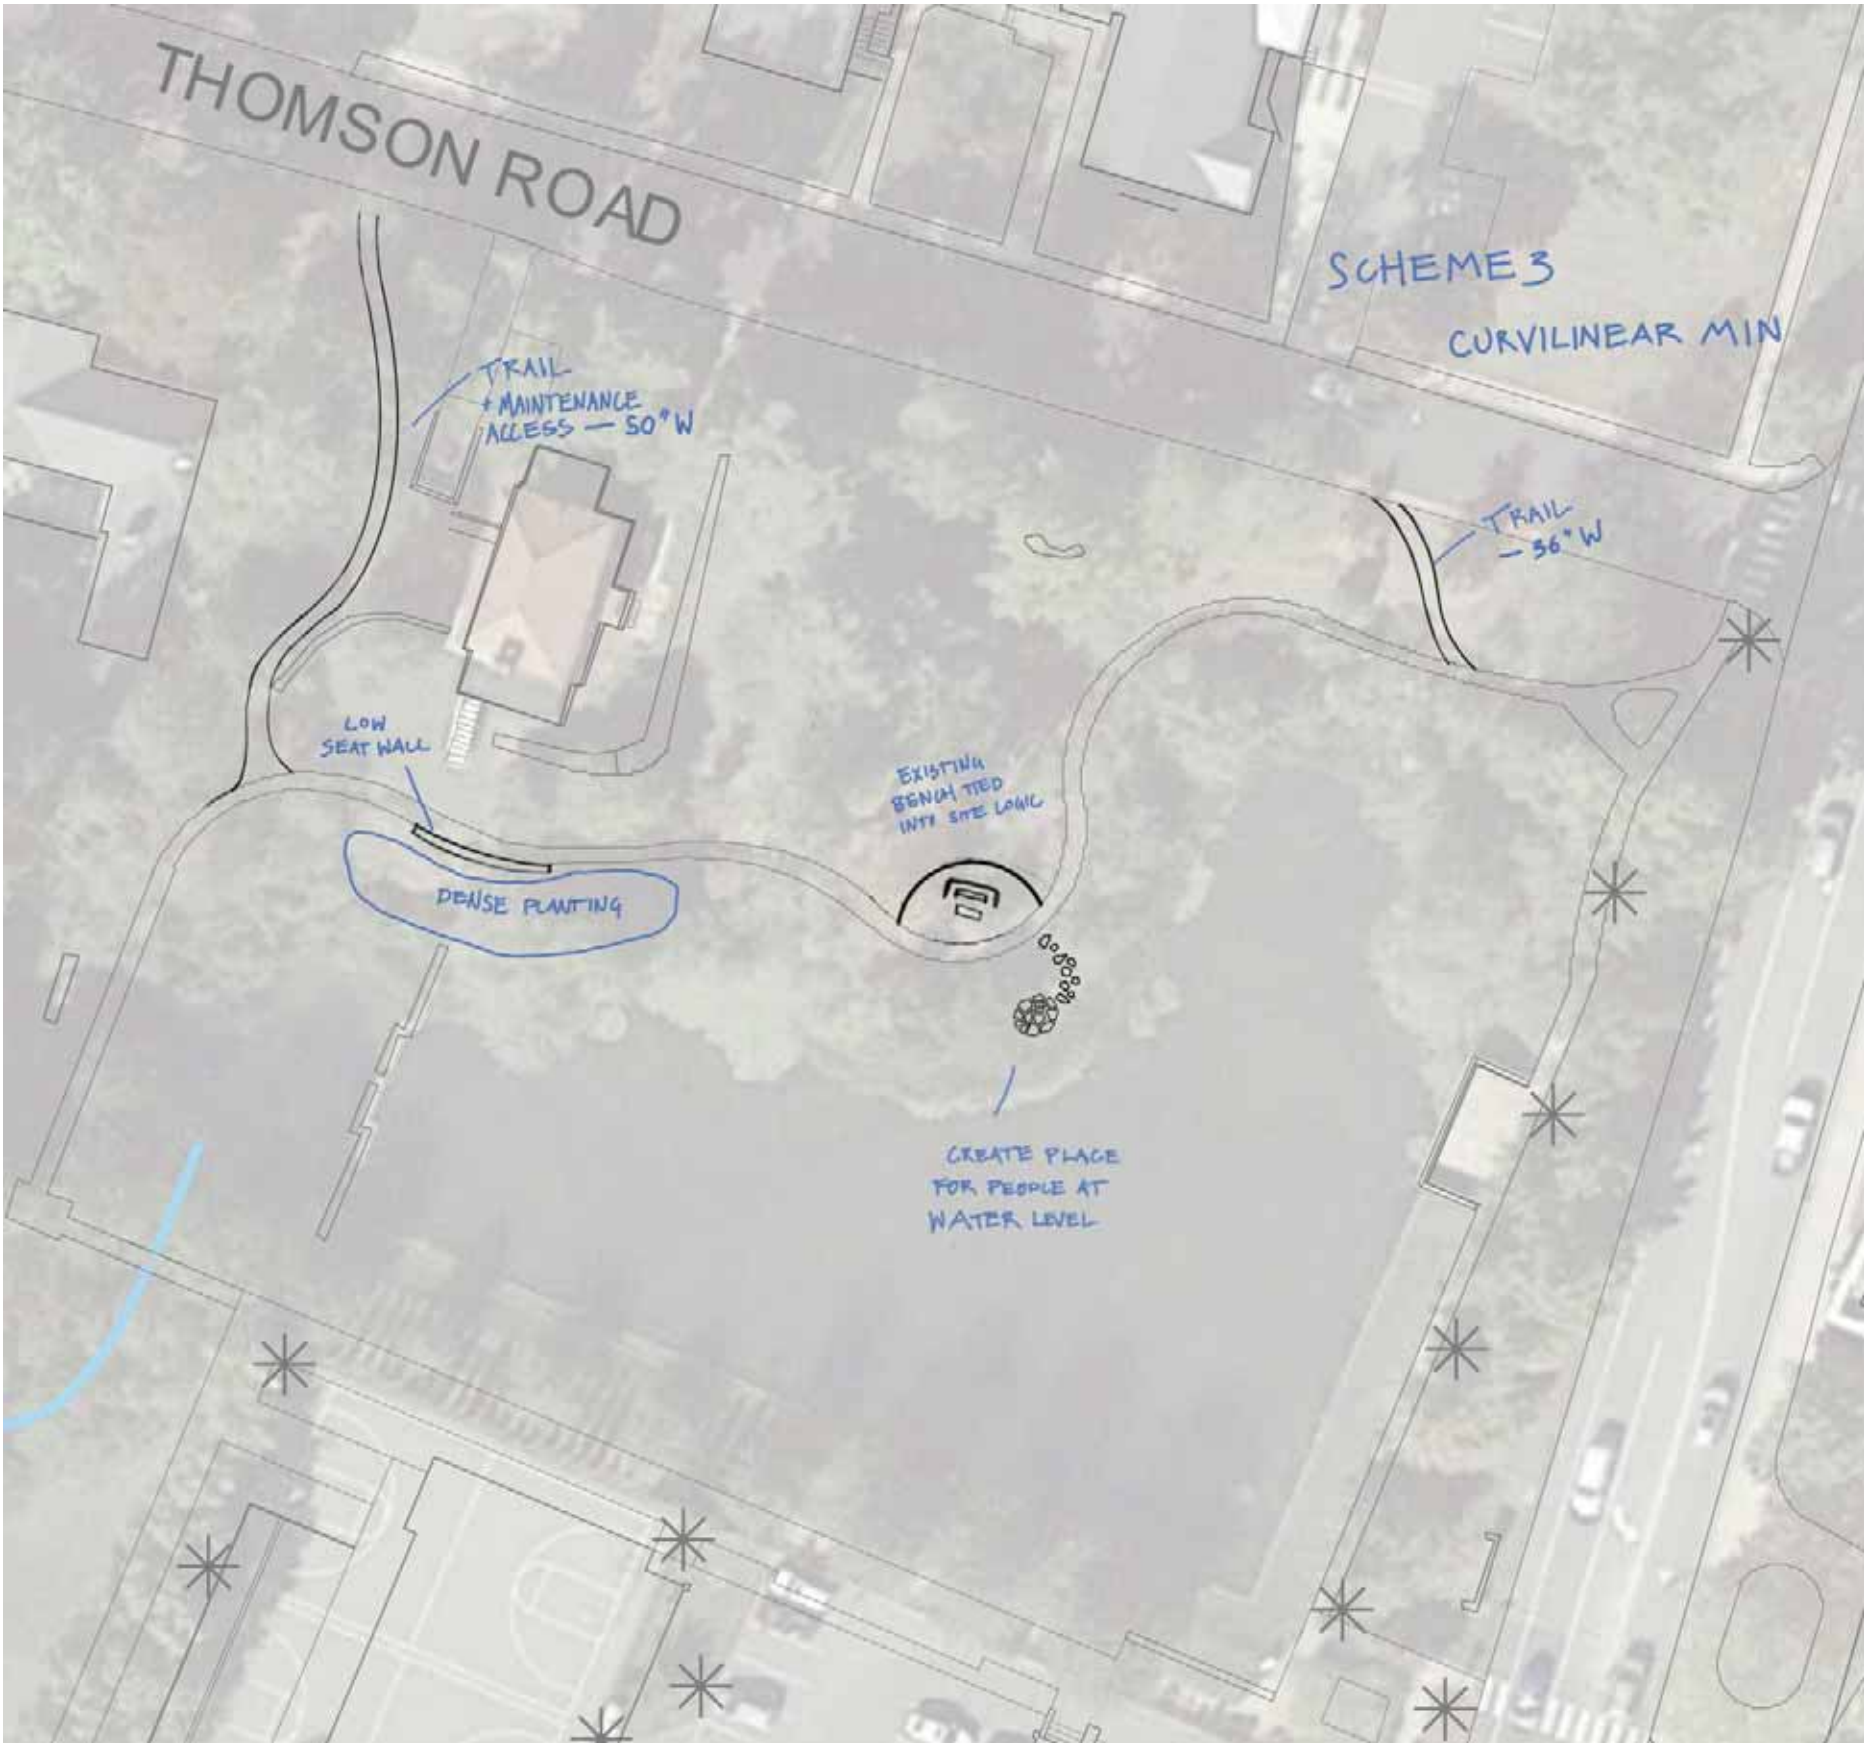 THOMSON ROAD
SCHEME 3
CURVILINEAR MIN
TRAIL
+ MAINTENANCE
ACCESS — 50" W
TRAIL
— 36" W
LOW
SEAT WALL
EXISTING
BENCH TIED
INTO SITE LOGIC
DENSE PLANTING
CREATE PLACE
FOR PEOPLE AT
WATER LEVEL